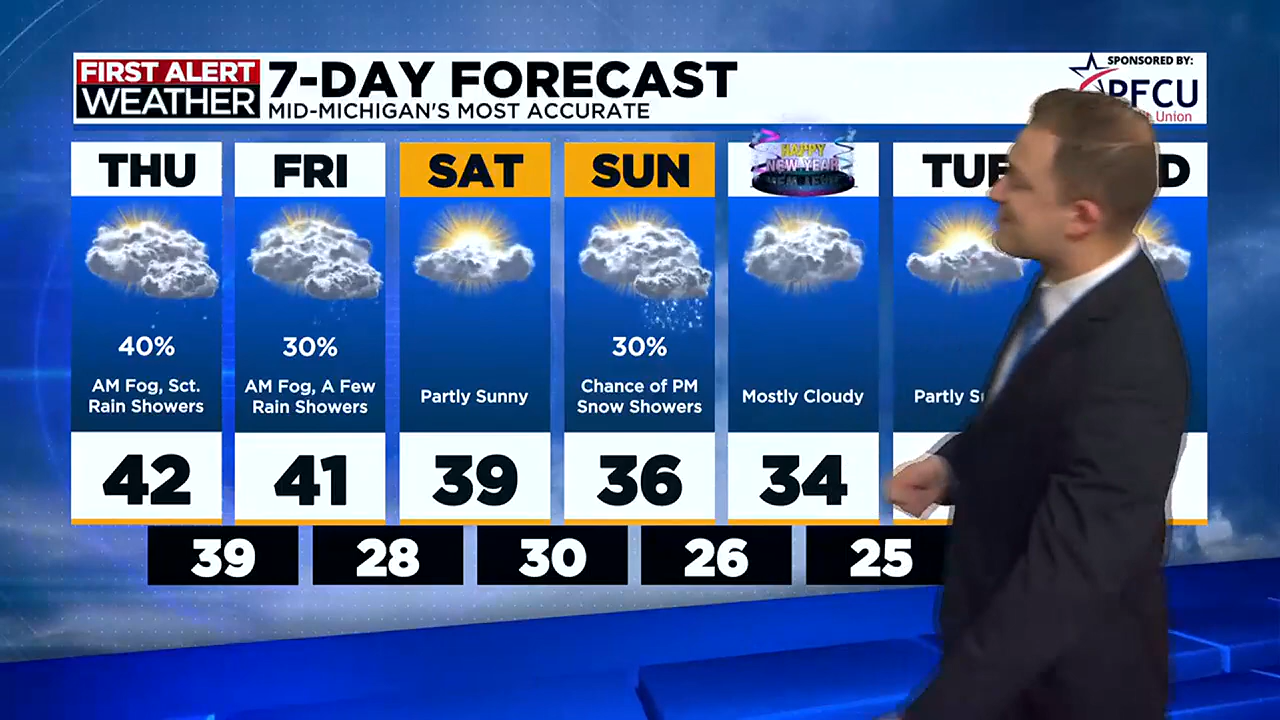 FIRST ALERT
WEATHER
7-DAY FORECAST
MID-MICHIGAN'S MOST ACCURATE
SPONSORED BY:
PFCU
Union
THU
FRI
SAT
SUN
HAPPY
NEW YEAR
40%
30%
30%
AM Fog, Sct.
Rain Showers
AM Fog, A Few
Rain Showers
Partly Sunny
Chance of PM
Snow Showers
Mostly Cloudy
Partly
42
41
39
36
34
39
28
30
26
25